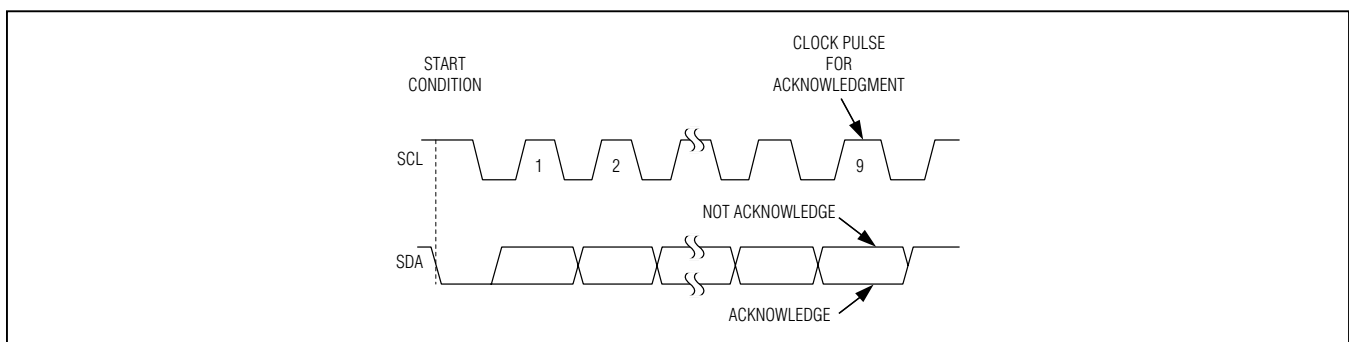 START
CONDITION
CLOCK PULSE
FOR
ACKNOWLEDGMENT
SCL
1
2
9
NOT ACKNOWLEDGE
SDA
ACKNOWLEDGE